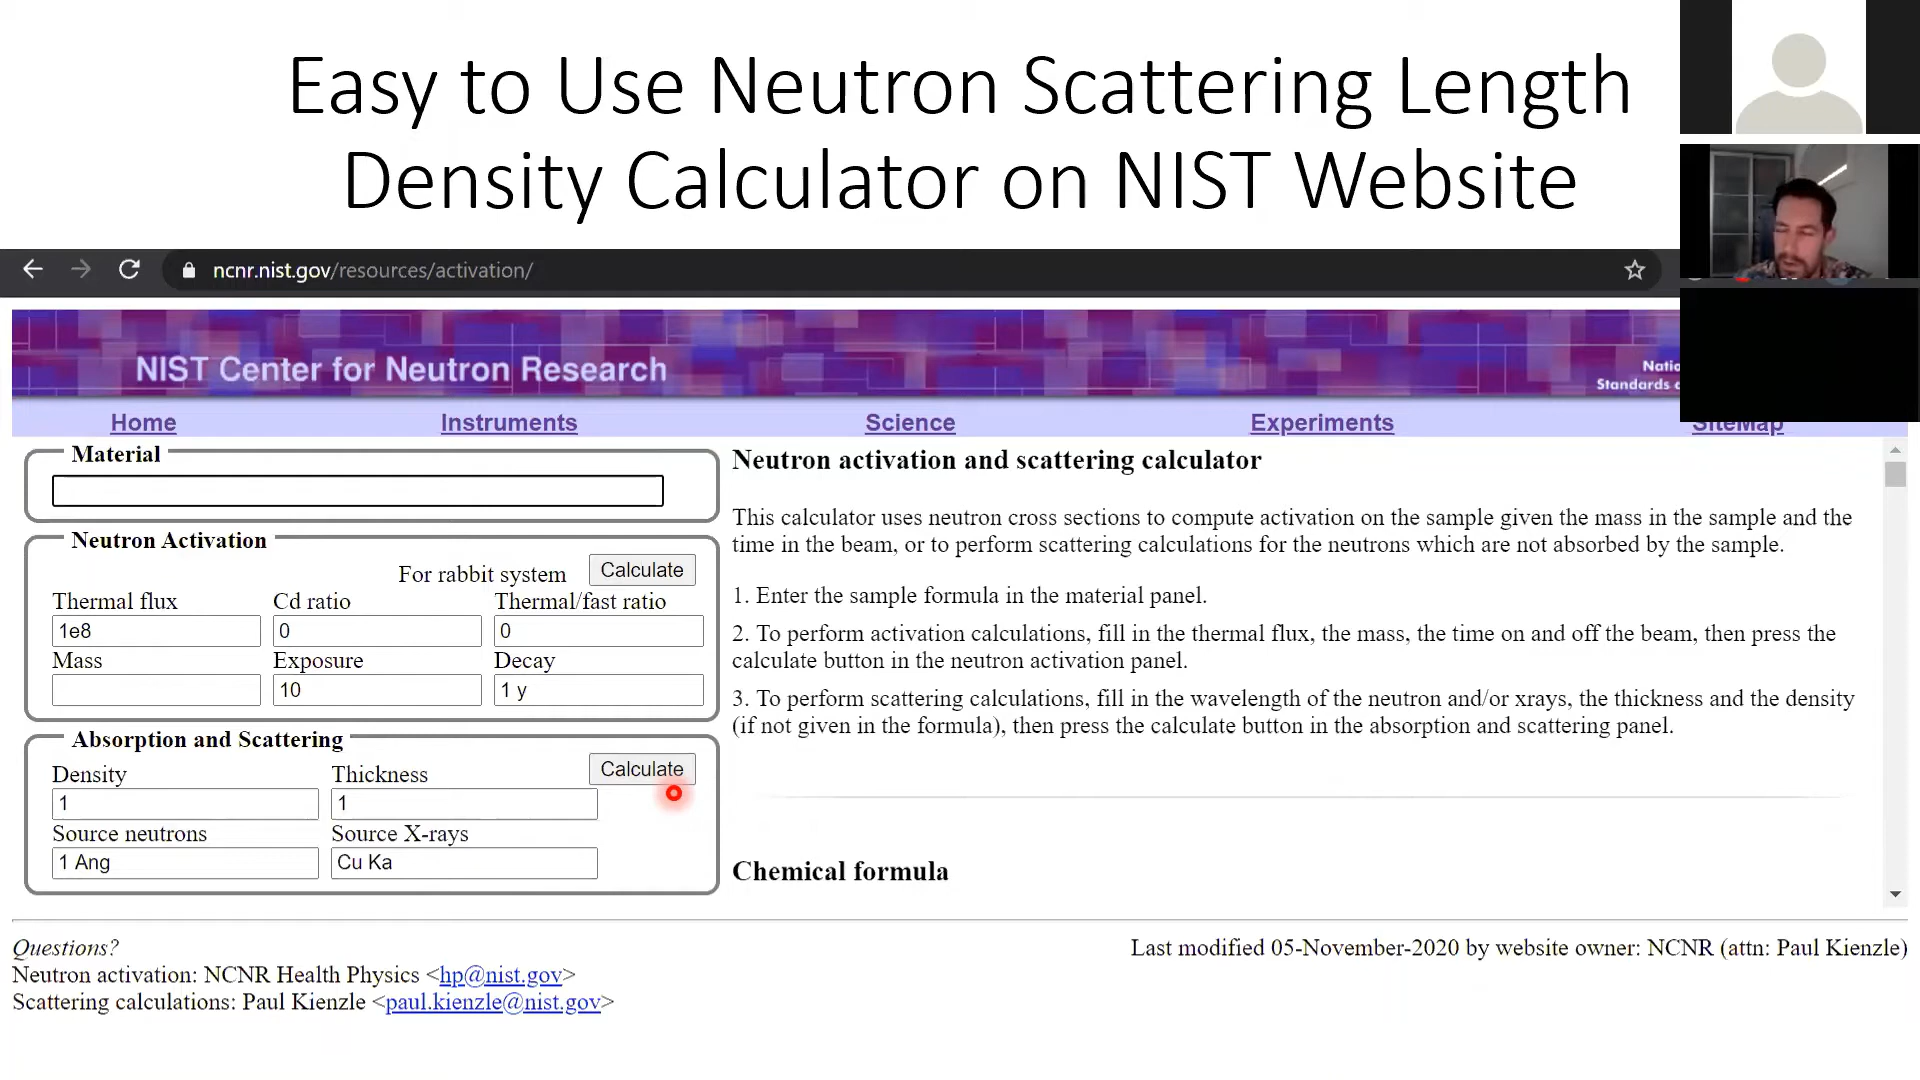 Easy to Use Neutron Scattering Length
Density Calculator on NIST Website
ncnr.nist.gov/resources/activation/
NIST Center for Neutron Research
Standards
Home
Instruments
Science
Experiments
SiteMap
Material
Neutron Activation
For rabbit system
Calculate
Thermal flux
Cd ratio
Thermal/fast ratio
1e8
0
0
Mass
Exposure
Decay
10
1 y
Absorption and Scattering
Calculate
Density
Thickness
1
1
Source neutrons
Source X-rays
1 Ang
Cu Ka
Neutron activation and scattering calculator
This calculator uses neutron cross sections to compute activation on the sample given the mass in the sample and the
time in the beam, or to perform scattering calculations for the neutrons which are not absorbed by the sample.
1. Enter the sample formula in the material panel.
2. To perform activation calculations, fill in the thermal flux, the mass, the time on and off the beam, then press the
calculate button in the neutron activation panel.
3. To perform scattering calculations, fill in the wavelength of the neutron and/or xrays, the thickness and the density
(if not given in the formula), then press the calculate button in the absorption and scattering panel.
Chemical formula
Questions?
Neutron activation: NCNR Health Physics <hp@nist.gov>
Scattering calculations: Paul Kienzle <paul.kienzle@nist.gov>
Last modified 05-November-2020 by website owner: NCNR (attn: Paul Kienzle)